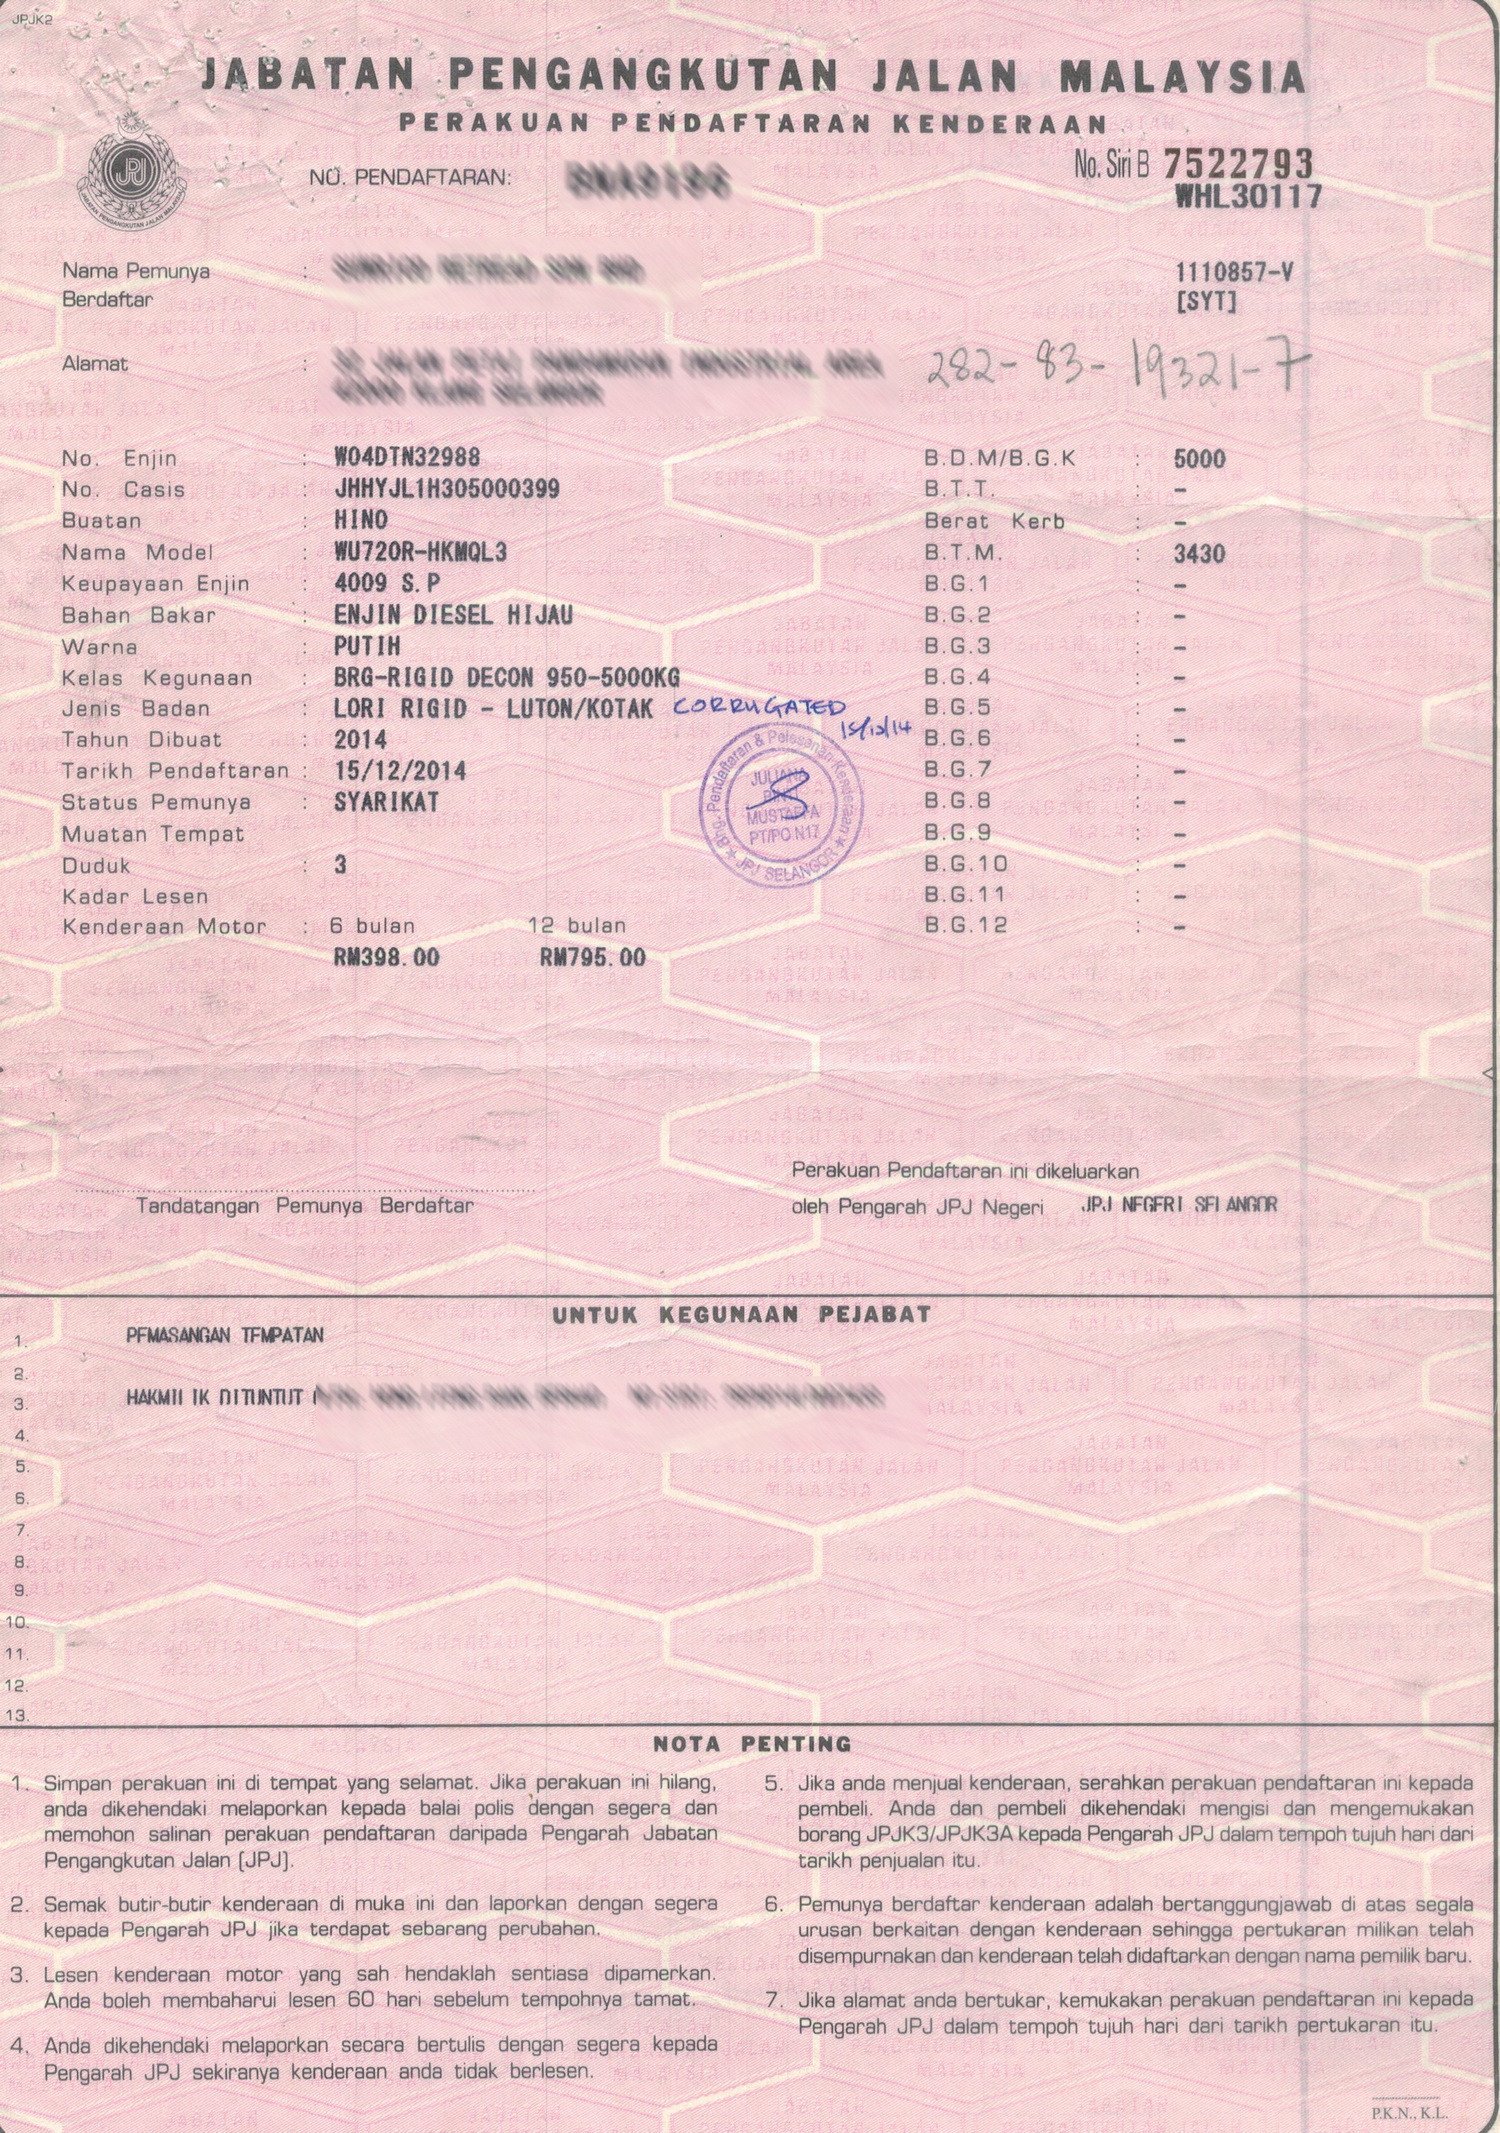 JPJK2
JABATAN PENGANGKUTAN JALAN MALAYSIA
PERAKUAN PENDAFTARAN KENDERAAN
NO. PENDAFTARAN:
No. Siri B 7522793
WHL30117
JPJ
JABATAN PENGANGKUTAN JALAN MALAYSIA
Nama Pemunya : 1110857-V
Berdaftar [SYT]
Alamat : 282-83-19321-7
No. Enjin : W04DTN32988
No. Casis : JHHYJL1H305000399
Buatan : HINO
Nama Model : WU720R-HKMQL3
Keupayaan Enjin : 4009 S.P
Bahan Bakar : ENJIN DIESEL HIJAU
Warna : PUTIH
Kelas Kegunaan : BRG-RIGID DECON 950-5000KG
Jenis Badan : LORI RIGID - LUTON/KOTAK CORRUGATED
15/12/14
Tahun Dibuat : 2014
Tarikh Pendaftaran : 15/12/2014
Status Pemunya : SYARIKAT
Muatan Tempat
Duduk : 3
Kadar Lesen
Kenderaan Motor : 6 bulan 12 bulan
RM398.00 RM795.00
B.D.M/B.G.K : 5000
B.T.T. : -
Berat Kerb : -
B.T.M. : 3430
B.G.1 : -
B.G.2 : -
B.G.3 : -
B.G.4 : -
B.G.5 : -
B.G.6 : -
B.G.7 : -
B.G.8 : -
B.G.9 : -
B.G.10 : -
B.G.11 : -
B.G.12 : -
Bhg. Pendaftaran & Pelesenan Kenderaan
JULIANA
MUSTAFFA
PT/PO N17
JPJ SELANGOR
Tandatangan Pemunya Berdaftar
Perakuan Pendaftaran ini dikeluarkan
oleh Pengarah JPJ Negeri JPJ NEGERI SELANGOR
UNTUK KEGUNAAN PEJABAT
1. PEMASANGAN TEMPATAN
2.
3. HAKMILIK DITUNTUT
4.
5.
6.
7.
8.
9.
10.
11.
12.
13.
NOTA PENTING
1. Simpan perakuan ini di tempat yang selamat. Jika perakuan ini hilang,
anda dikehendaki melaporkan kepada balai polis dengan segera dan
memohon salinan perakuan pendaftaran daripada Pengarah Jabatan
Pengangkutan Jalan (JPJ).
2. Semak butir-butir kenderaan di muka ini dan laporkan dengan segera
kepada Pengarah JPJ jika terdapat sebarang perubahan.
3. Lesen kenderaan motor yang sah hendaklah sentiasa dipamerkan.
Anda boleh membaharui lesen 60 hari sebelum tempohnya tamat.
4. Anda dikehendaki melaporkan secara bertulis dengan segera kepada
Pengarah JPJ sekiranya kenderaan anda tidak berlesen.
5. Jika anda menjual kenderaan, serahkan perakuan pendaftaran ini kepada
pembeli. Anda dan pembeli dikehendaki mengisi dan mengemukakan
borang JPJK3/JPJK3A kepada Pengarah JPJ dalam tempoh tujuh hari dari
tarikh penjualan itu.
6. Pemunya berdaftar kenderaan adalah bertanggungjawab di atas segala
urusan berkaitan dengan kenderaan sehingga pertukaran milikan telah
disempurnakan dan kenderaan telah didaftarkan dengan nama pemilik baru.
7. Jika alamat anda bertukar, kemukakan perakuan pendaftaran ini kepada
Pengarah JPJ dalam tempoh tujuh hari dari tarikh pertukaran itu.
P.K.N., K.L.